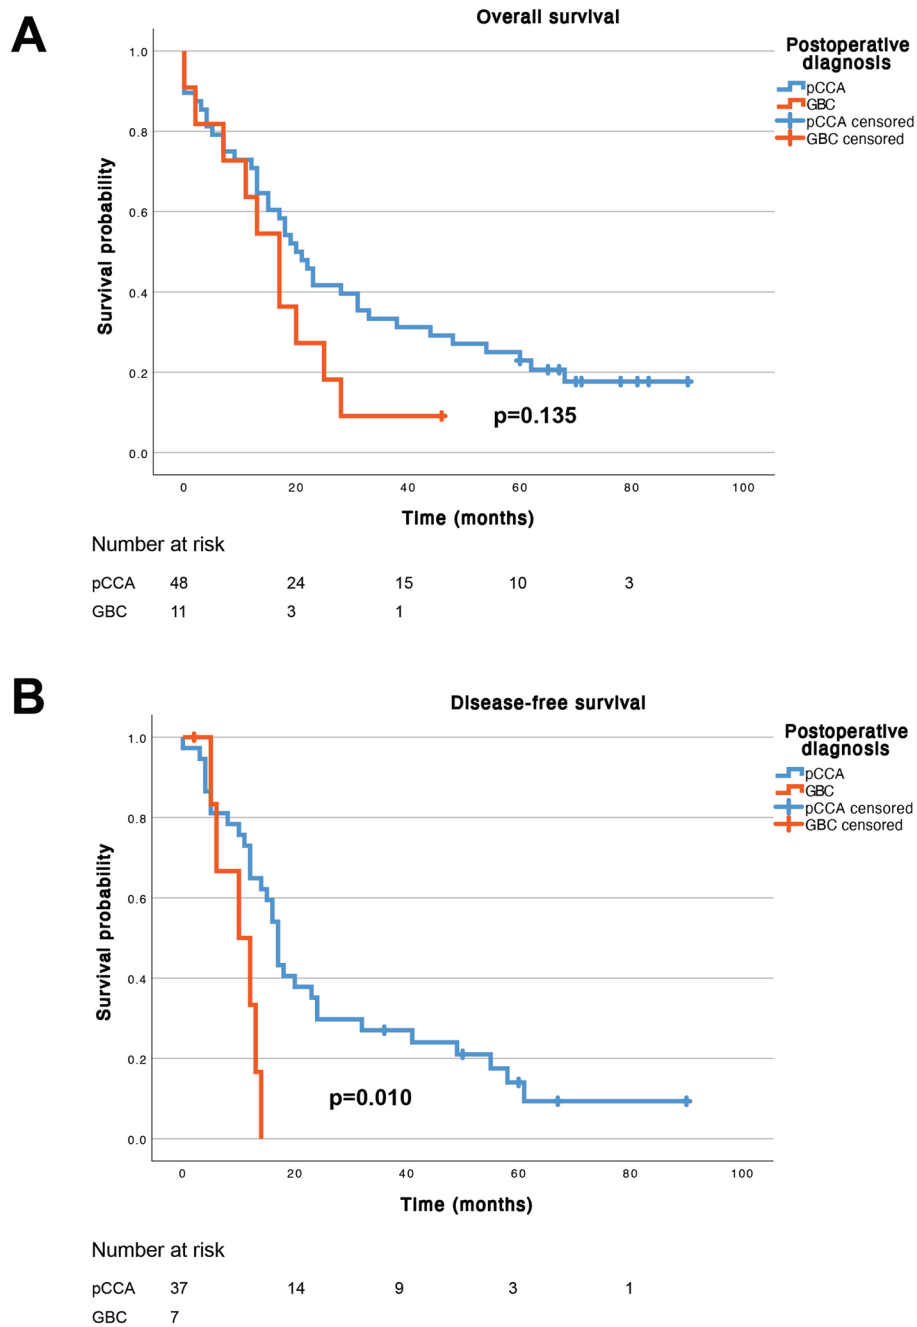 A
Overall survival
Postoperative
diagnosis
pCCA
GBC
pCCA censored
GBC censored
Survival probability
1.0
0.8
0.6
0.4
0.2
0.0
p=0.135
0 20 40 60 80 100
Time (months)
Number at risk
pCCA 48 24 15 10 3
GBC 11 3 1
B
Disease-free survival
Postoperative
diagnosis
pCCA
GBC
pCCA censored
GBC censored
Survival probability
1.0
0.8
0.6
0.4
0.2
0.0
p=0.010
0 20 40 60 80 100
Time (months)
Number at risk
pCCA 37 14 9 3 1
GBC 7